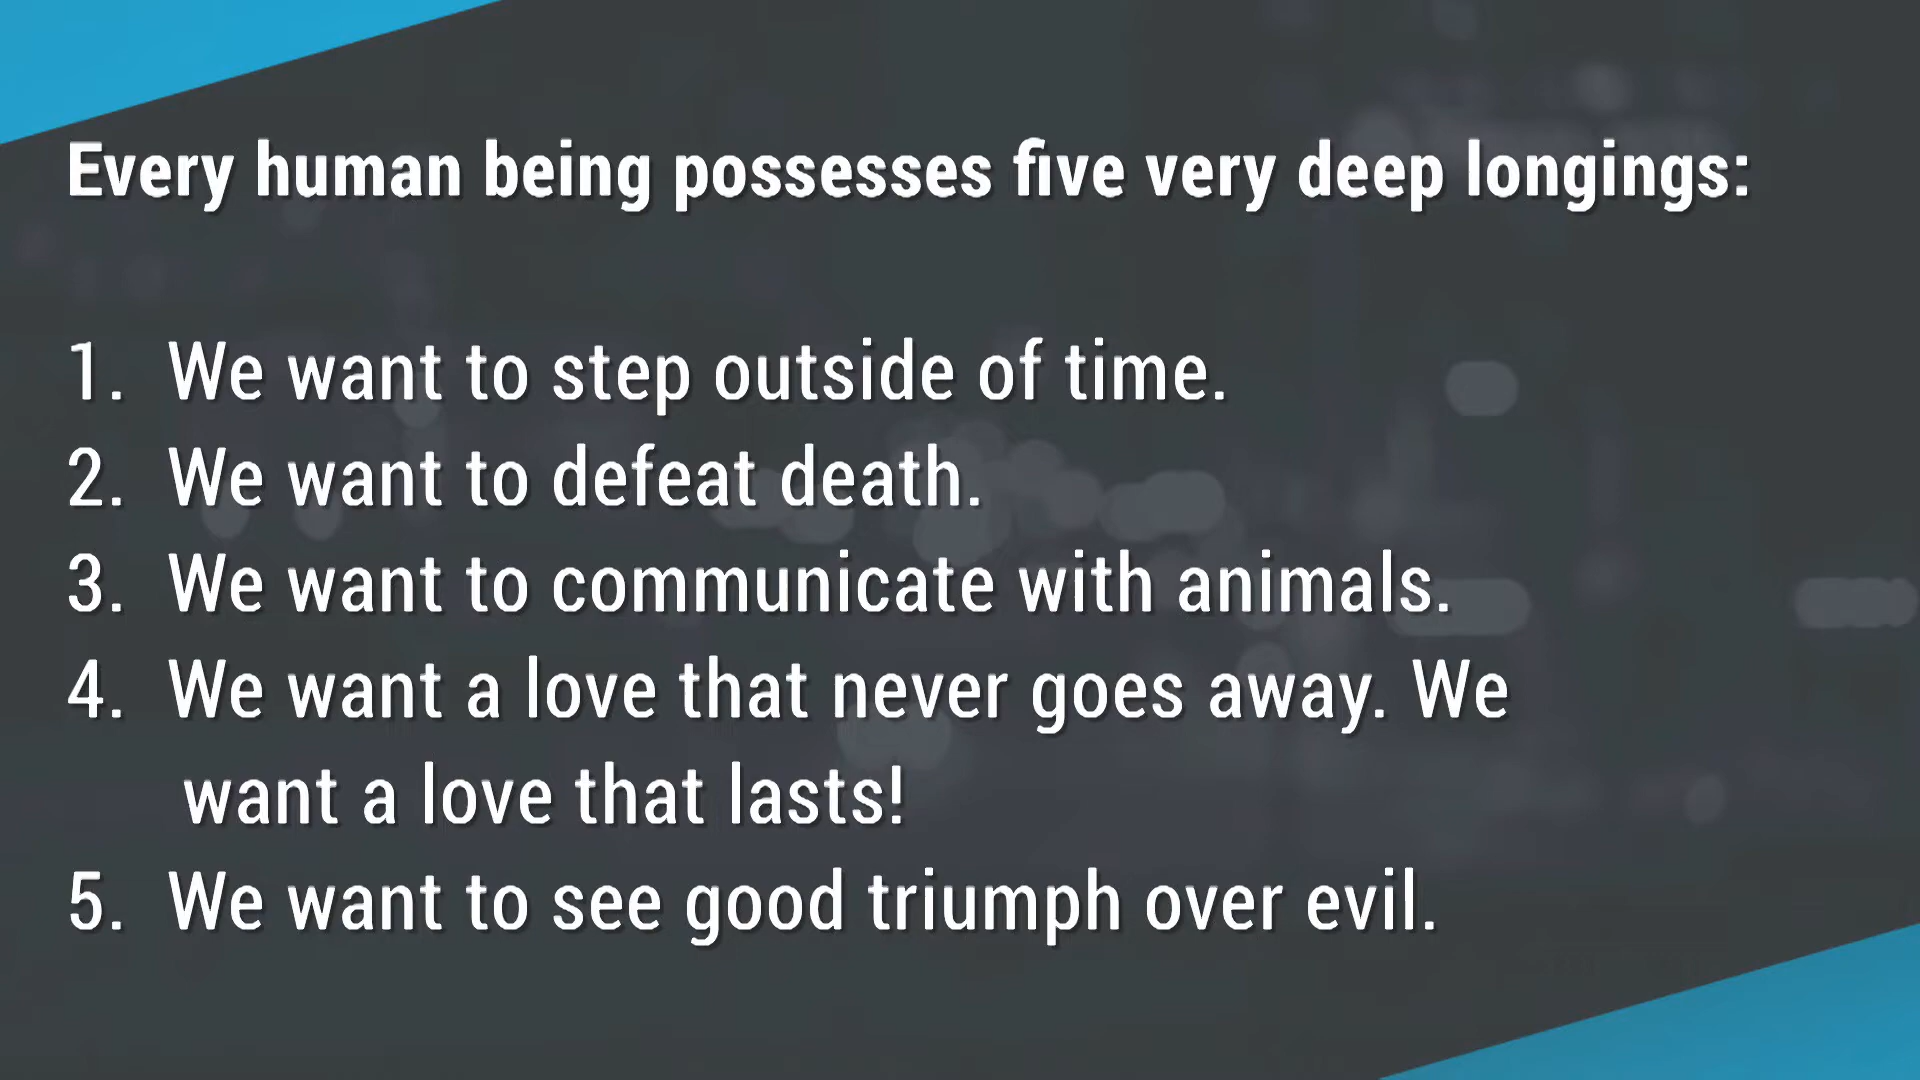 Every human being possesses five very deep longings:
1. We want to step outside of time.
2. We want to defeat death.
3. We want to communicate with animals.
4. We want a love that never goes away. We
want a love that lasts!
5. We want to see good triumph over evil.